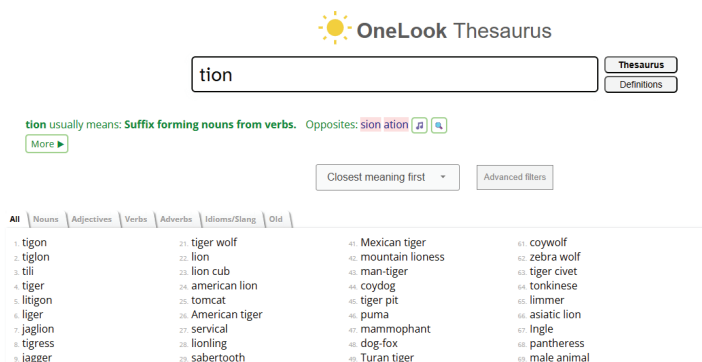 OneLook Thesaurus
tion
Thesaurus
Definitions
tion usually means: Suffix forming nouns from verbs. Opposites: sion ation
More ▶
Closest meaning first
Advanced filters
All Nouns Adjectives Verbs Adverbs Idioms/Slang Old
1. tigon
2. tiglon
3. tili
4. tiger
5. litigon
6. liger
7. jaglion
8. tigress
9. jagger
21. tiger wolf
22. lion
23. lion cub
24. american lion
25. tomcat
26. American tiger
27. servical
28. lionling
29. sabertooth
41. Mexican tiger
42. mountain lioness
43. man-tiger
44. coydog
45. tiger pit
46. puma
47. mammophant
48. dog-fox
49. Turan tiger
61. coywolf
62. zebra wolf
63. tiger civet
64. tonkinese
65. limmer
66. asiatic lion
67. Ingle
68. pantheress
69. male animal